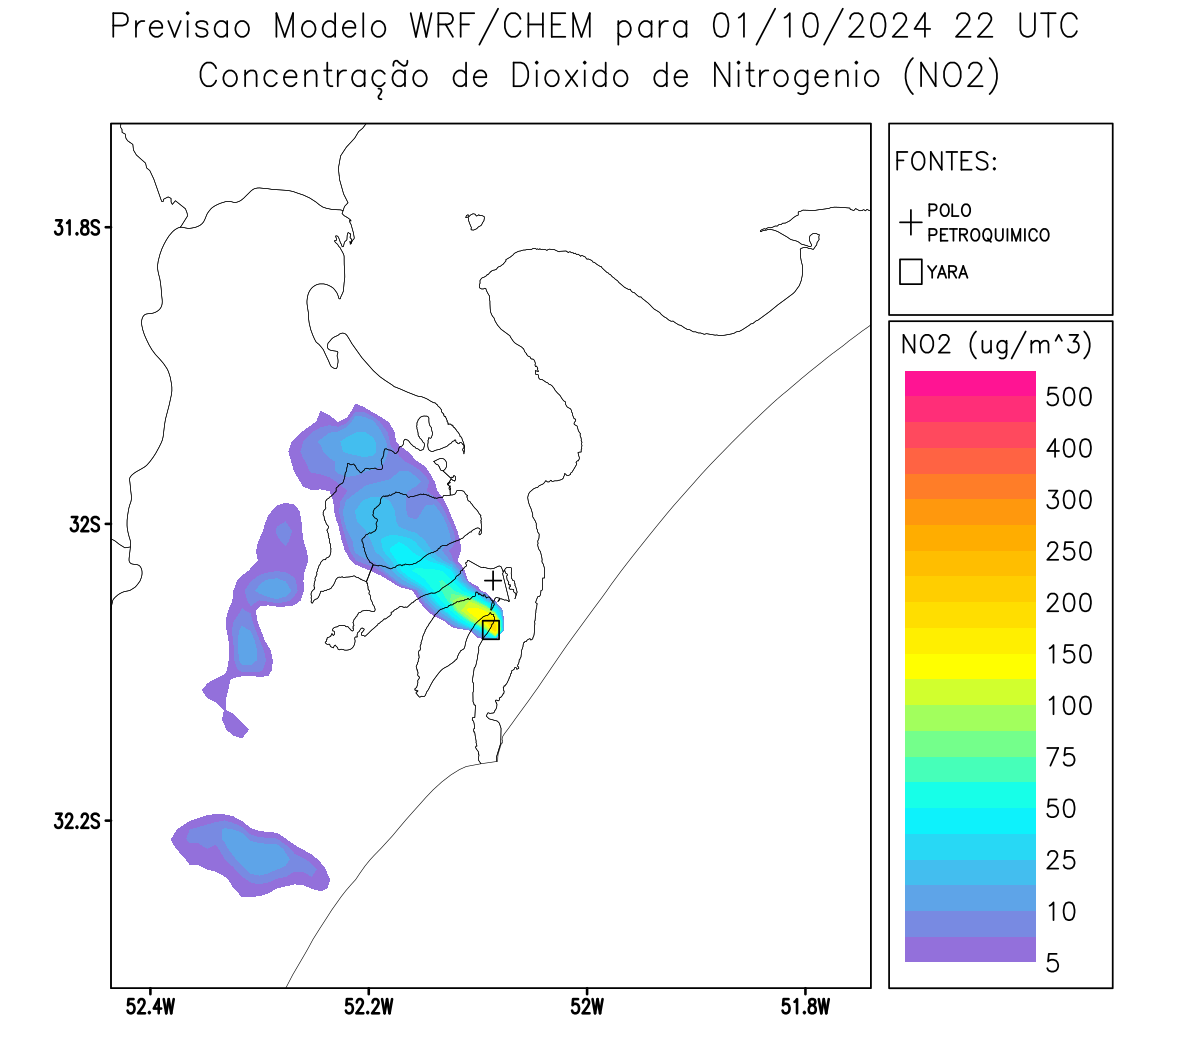 Previsao Modelo WRF/CHEM para 01/10/2024 22 UTC
Concentração de Dioxido de Nitrogenio (NO2)
FONTES:
POLO
PETROQUIMICO
YARA
NO2 (ug/m^3)
500
400
300
250
200
150
100
75
50
25
10
5
31.8S
32S
32.2S
52.4W
52.2W
52W
51.8W